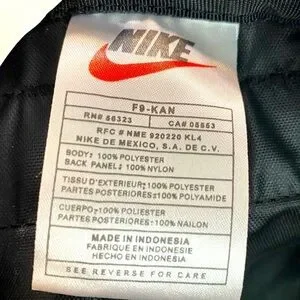 NIKE
F9-KAN
RN# 56323 CA# 05553
RFC # NME 920220 KL4
NIKE DE MEXICO, S.A. DE C.V.
BODY: 100% POLYESTER
BACK PANEL: 100% NYLON
TISSU D'EXTERIEUR: 100% POLYESTER
PARTES POSTERIORES: 100% POLYAMIDE
CUERPO: 100% POLYESTER
PARTES POSTERIORES: 100% NAILON
MADE IN INDONESIA
FABRIQUE EN INDONESIE
HECHO EN INDONESIA
SEE REVERSE FOR CARE